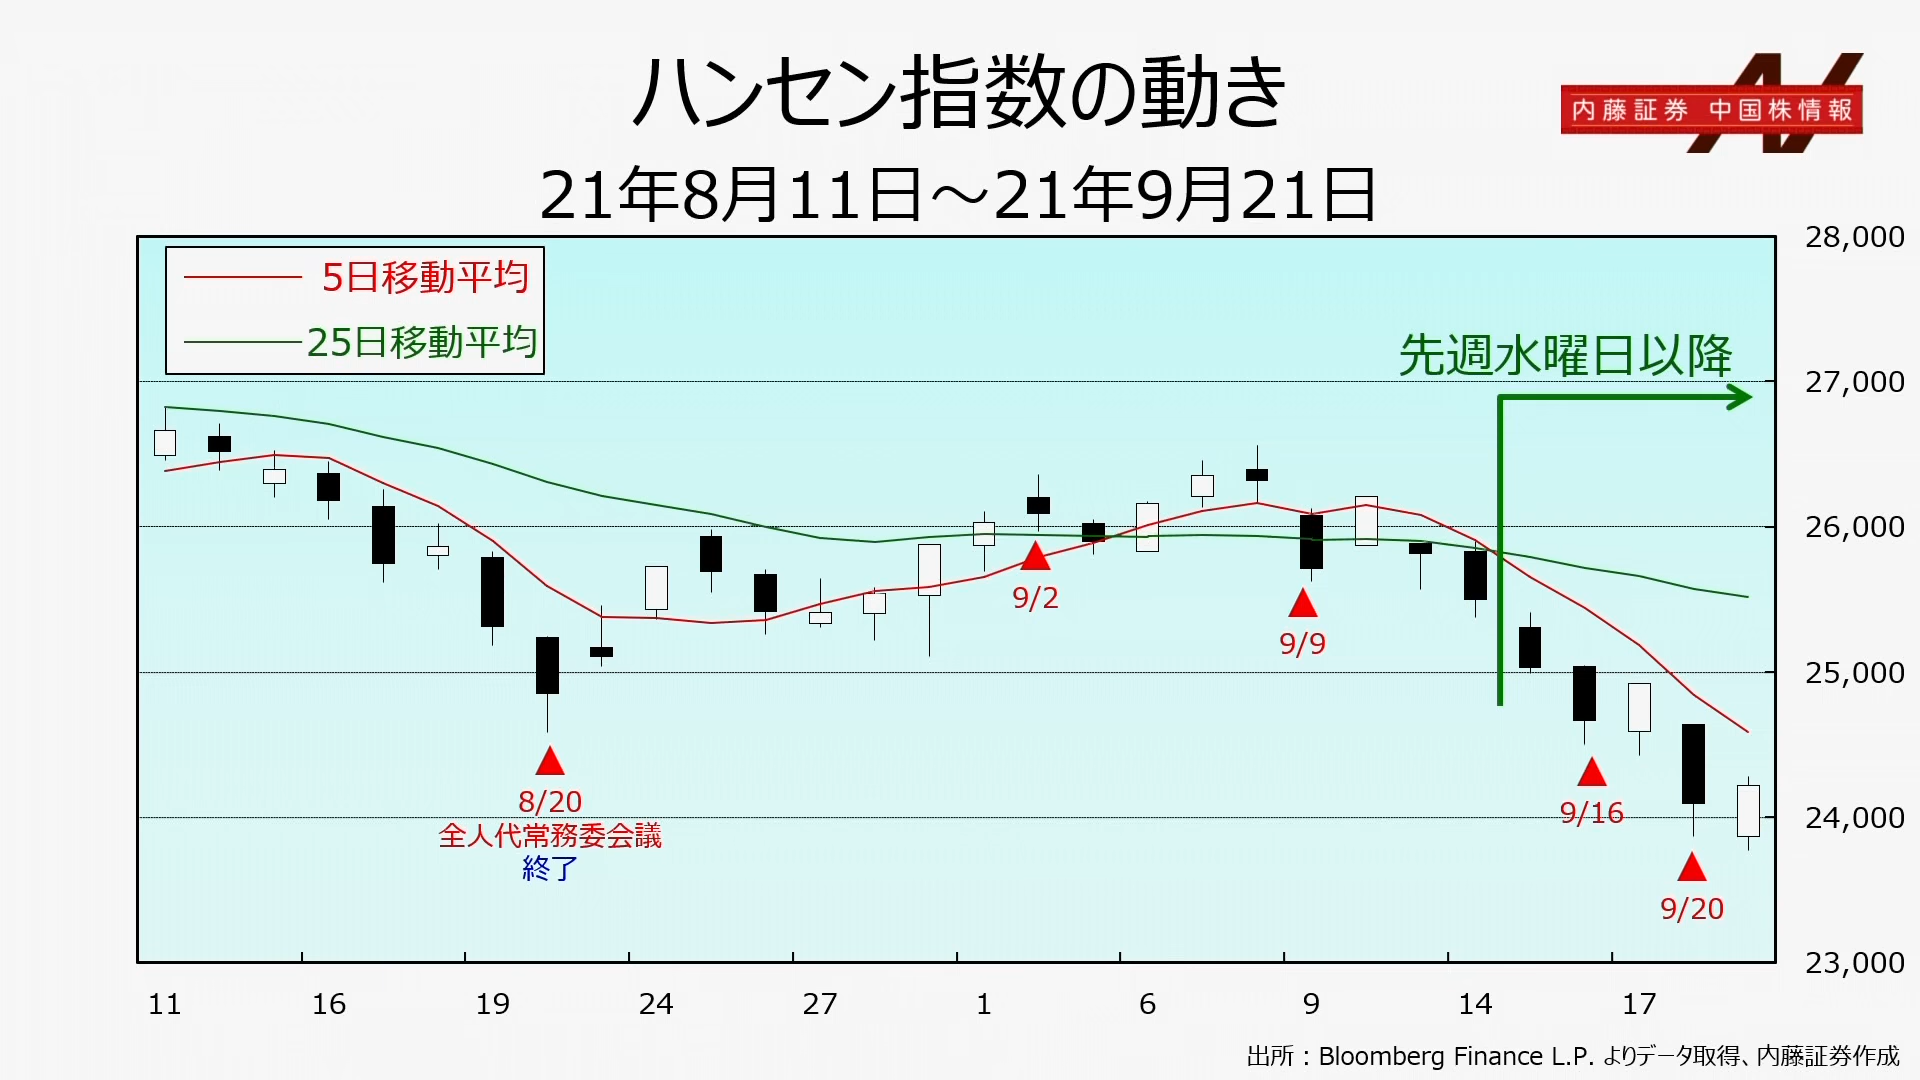 ハンセン指数の動き
内藤証券 中国株情報
21年8月11日～21年9月21日
28,000
5日移動平均
25日移動平均
先週水曜日以降
27,000
26,000
9/2
9/9
25,000
8/20
全人代常務委会議
終了
9/16
24,000
9/20
23,000
11 16 19 24 27 1 6 9 14 17
出所：Bloomberg Finance L.P. よりデータ取得、内藤証券作成